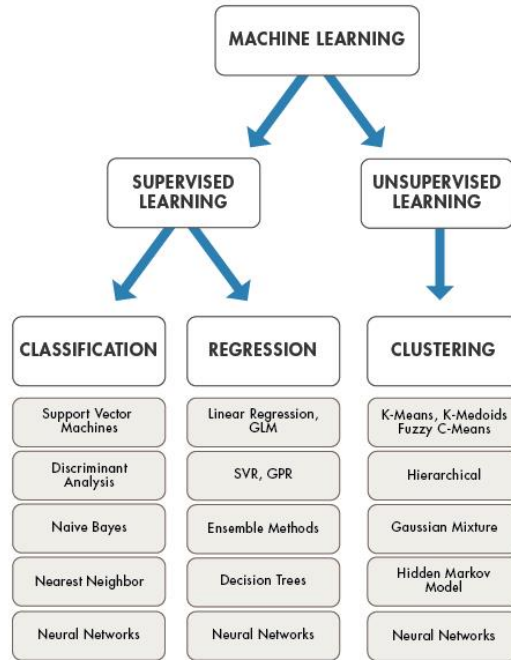 MACHINE LEARNING
SUPERVISED
LEARNING
UNSUPERVISED
LEARNING
CLASSIFICATION
Support Vector
Machines
Discriminant
Analysis
Naive Bayes
Nearest Neighbor
Neural Networks
REGRESSION
Linear Regression,
GLM
SVR, GPR
Ensemble Methods
Decision Trees
Neural Networks
CLUSTERING
K-Means, K-Medoids
Fuzzy C-Means
Hierarchical
Gaussian Mixture
Hidden Markov
Model
Neural Networks